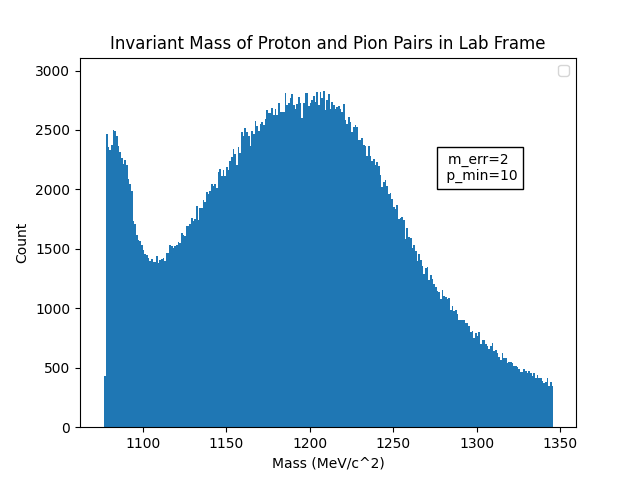 Invariant Mass of Proton and Pion Pairs in Lab Frame
3000
2500
2000
1500
1000
500
0
Count
m_err=2
p_min=10
1100
1150
1200
1250
1300
1350
Mass (MeV/c^2)